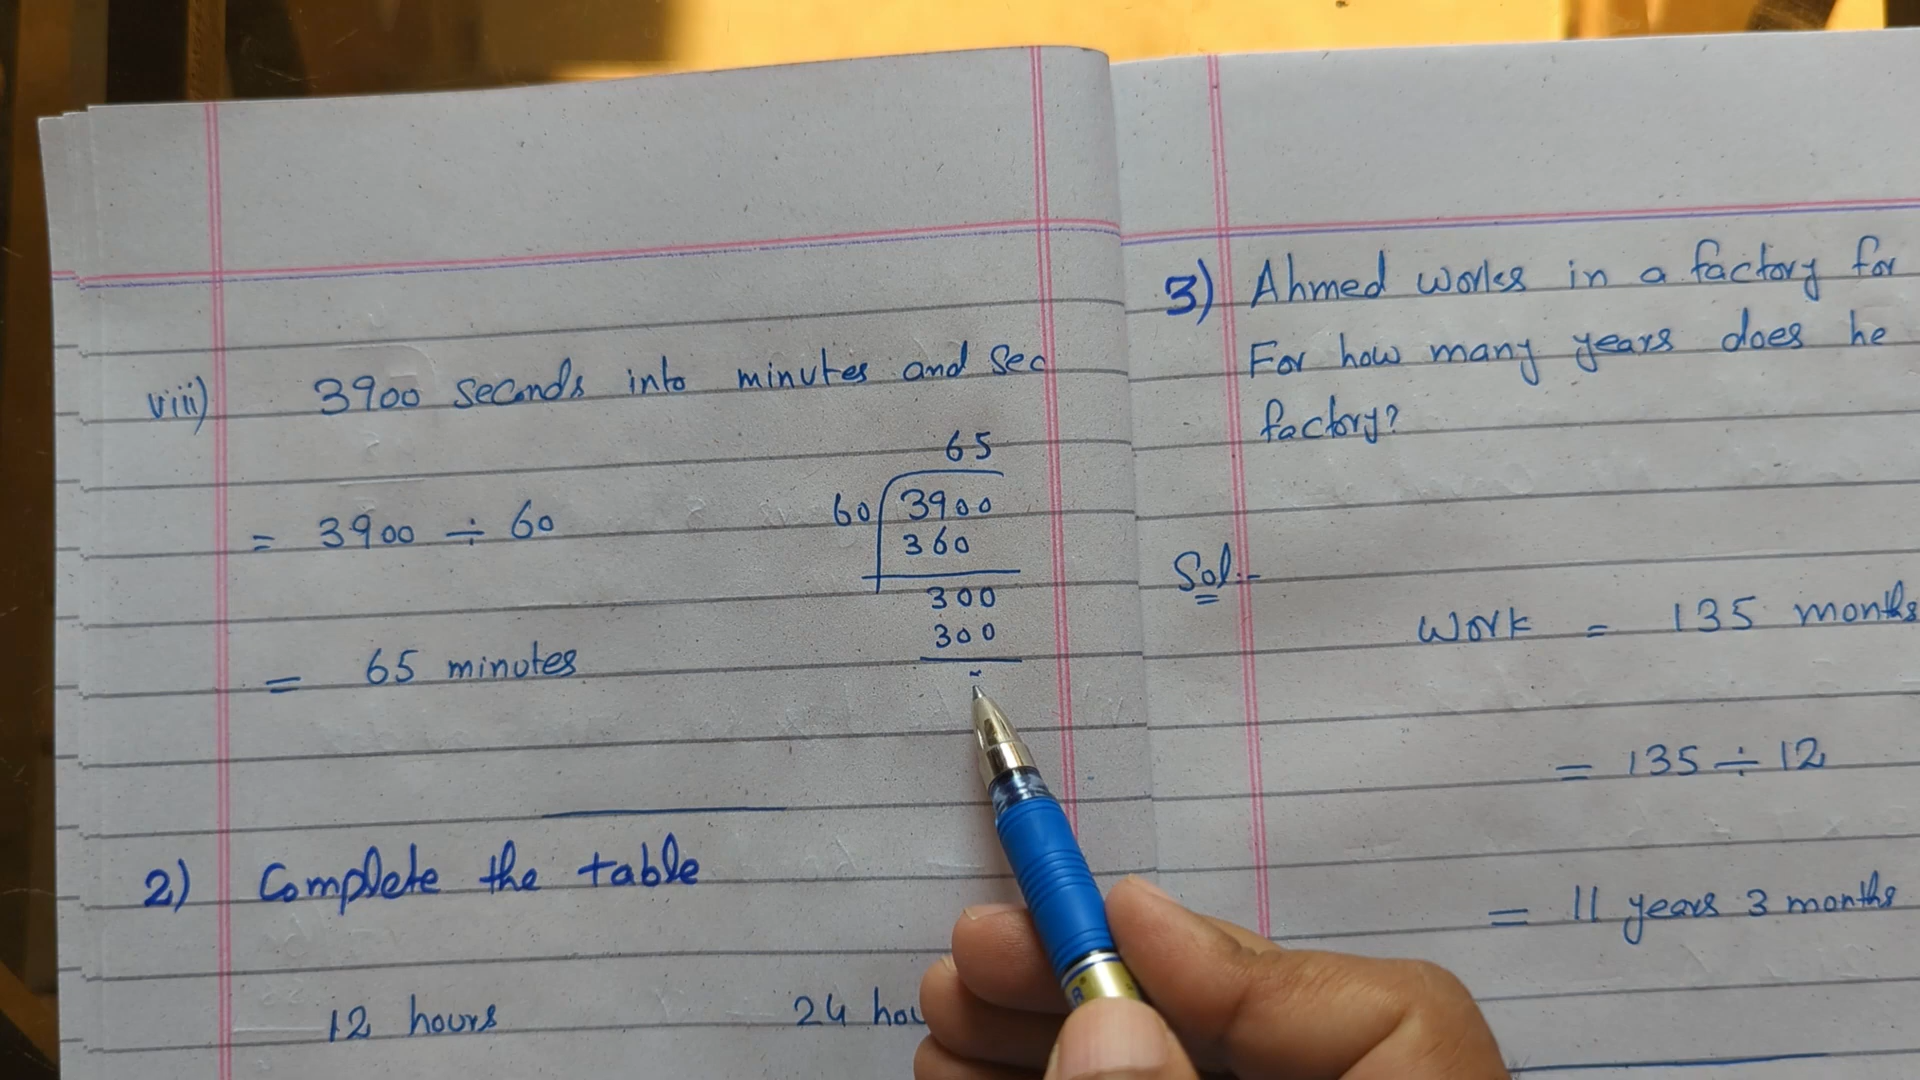 viii) 3900 seconds into minutes and Sec
= 3900 ÷ 60
65
60 3900
360
300
300
-
= 65 minutes
2) Complete the table
12 hours 24 hou
3) Ahmed works in a factory for
For how many years does he
factory?
Sol:-
Work = 135 months
= 135 ÷ 12
= 11 years 3 months